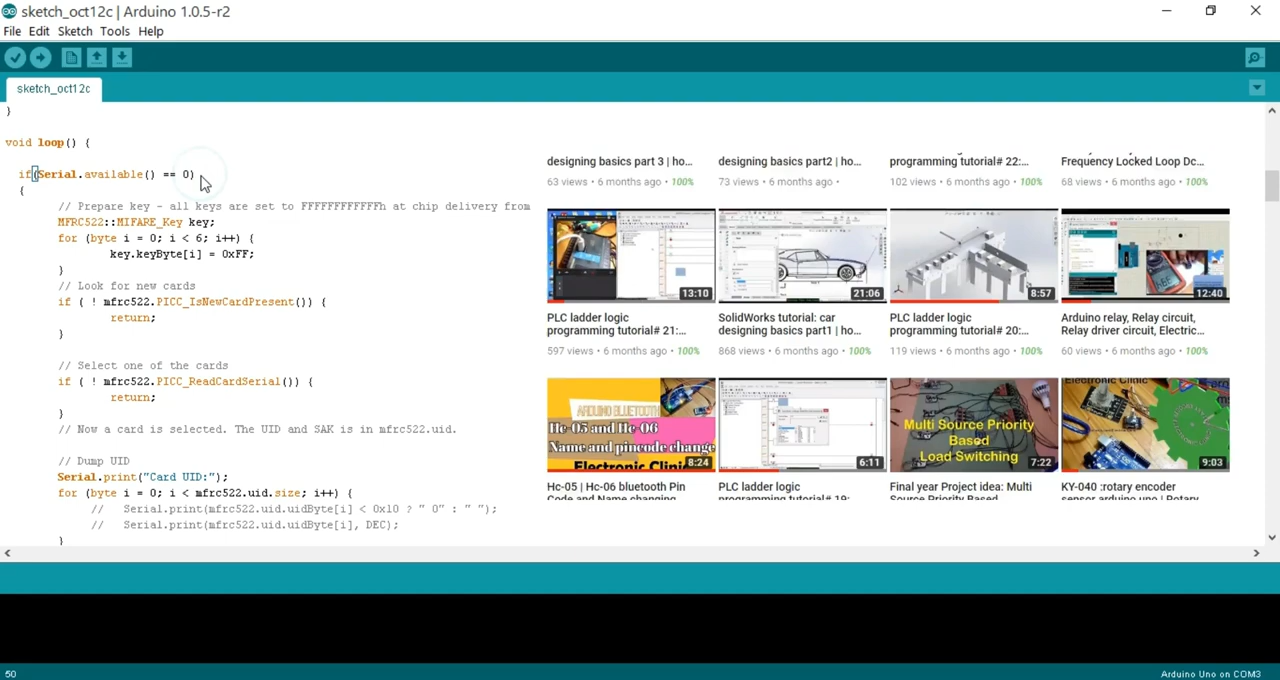 sketch_oct12c | Arduino 1.0.5-r2
File Edit Sketch Tools Help
sketch_oct12c
}
void loop() {
if(Serial.available() == 0)
{
// Prepare key - all keys are set to FFFFFFFFFFFFh at chip delivery from
MFRC522::MIFARE_Key key;
for (byte i = 0; i < 6; i++) {
key.keyByte[i] = 0xFF;
}
// Look for new cards
if ( ! mfrc522.PICC_IsNewCardPresent()) {
return;
}
// Select one of the cards
if ( ! mfrc522.PICC_ReadCardSerial()) {
return;
}
// Now a card is selected. The UID and SAK is in mfrc522.uid.
// Dump UID
Serial.print("Card UID:");
for (byte i = 0; i < mfrc522.uid.size; i++) {
// Serial.print(mfrc522.uid.uidByte[i] < 0x10 ? " 0" : " ");
// Serial.print(mfrc522.uid.uidByte[i], DEC);
}
designing basics part 3 | ho...
63 views • 6 months ago • 100%
designing basics part2 | ho...
73 views • 6 months ago •
programming tutorial# 22:...
102 views • 6 months ago • 100%
Frequency Locked Loop Dc...
68 views • 6 months ago • 100%
13:10
PLC ladder logic
programming tutorial# 21:...
597 views • 6 months ago • 100%
21:06
SolidWorks tutorial: car
designing basics part1 | ho...
868 views • 6 months ago • 100%
8:57
PLC ladder logic
programming tutorial# 20:...
119 views • 6 months ago • 100%
12:40
Arduino relay, Relay circuit,
Relay driver circuit, Electric...
60 views • 6 months ago • 100%
ARDUINO BLUETOOTH
Hc-05 and Hc-06
Name and pincode change
Electronic Clinic
8:24
Hc-05 | Hc-06 bluetooth Pin
Code and Name changing
6:11
PLC ladder logic
programming tutorial# 19:
Multi Source Priority
Based
Load Switching
7:22
Final year Project idea: Multi
Source Priority Based
Electronic Clinic
9:03
KY-040 :rotary encoder
sensor arduino uno | Rotary
50
Arduino Uno on COM3